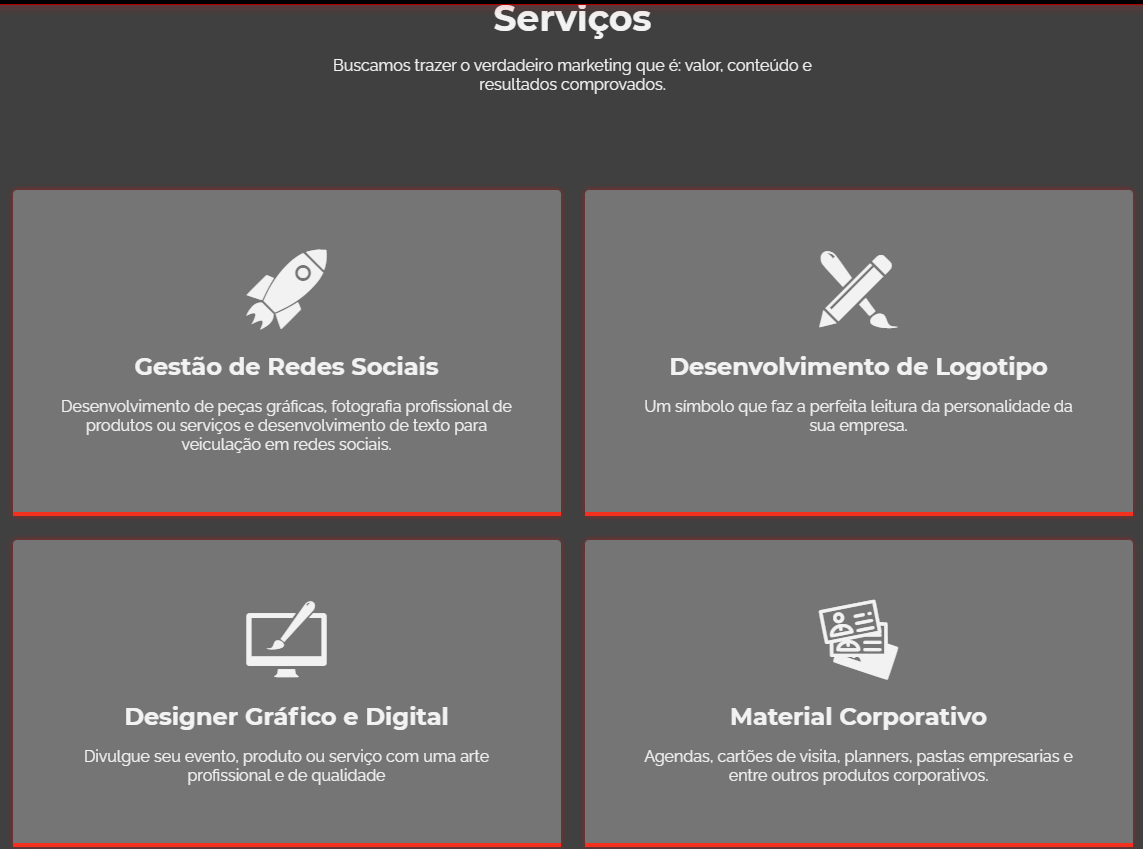 Serviços
Buscamos trazer o verdadeiro marketing que é: valor, conteúdo e
resultados comprovados.
Gestão de Redes Sociais
Desenvolvimento de peças gráficas, fotografia profissional de
produtos ou serviços e desenvolvimento de texto para
veiculação em redes sociais.
Desenvolvimento de Logotipo
Um símbolo que faz a perfeita leitura da personalidade da
sua empresa.
Designer Gráfico e Digital
Divulgue seu evento, produto ou serviço com uma arte
profissional e de qualidade
Material Corporativo
Agendas, cartões de visita, planners, pastas empresarias e
entre outros produtos corporativos.